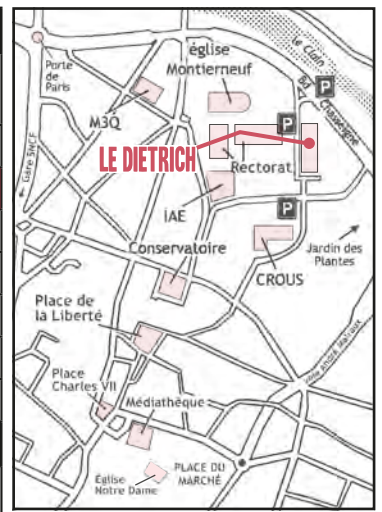 église
Montierneuf
Le Clain
Porte
de
Paris
P
Bd Chasseigne
M3Q
P
LE DIETRICH
Rectorat
Gare SNCF
IAE
P
Jardin des
Plantes
Conservatoire
CROUS
Place de
la Liberté
Voie André Malraux
Place
Charles VII
Médiathèque
Église
Notre Dame
PLACE DU
MARCHÉ